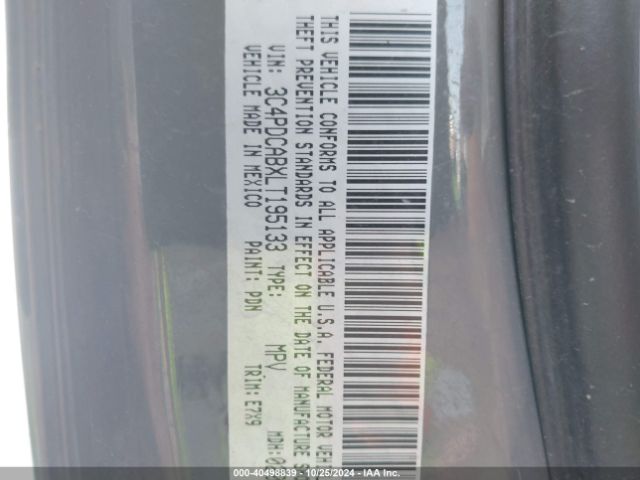 THIS VEHICLE CONFORMS TO ALL APPLICABLE U.S.A. FEDERAL MOTOR VEH
THEFT PREVENTION STANDARDS IN EFFECT ON THE DATE OF MANUFACTURE S
VIN: 3C4PDCABXLT195133 TYPE: MPV MDH:0
VEHICLE MADE IN MEXICO PAINT: PDN TRIM: E7X9
000-40498839 - 10/25/2024 - IAA Inc.